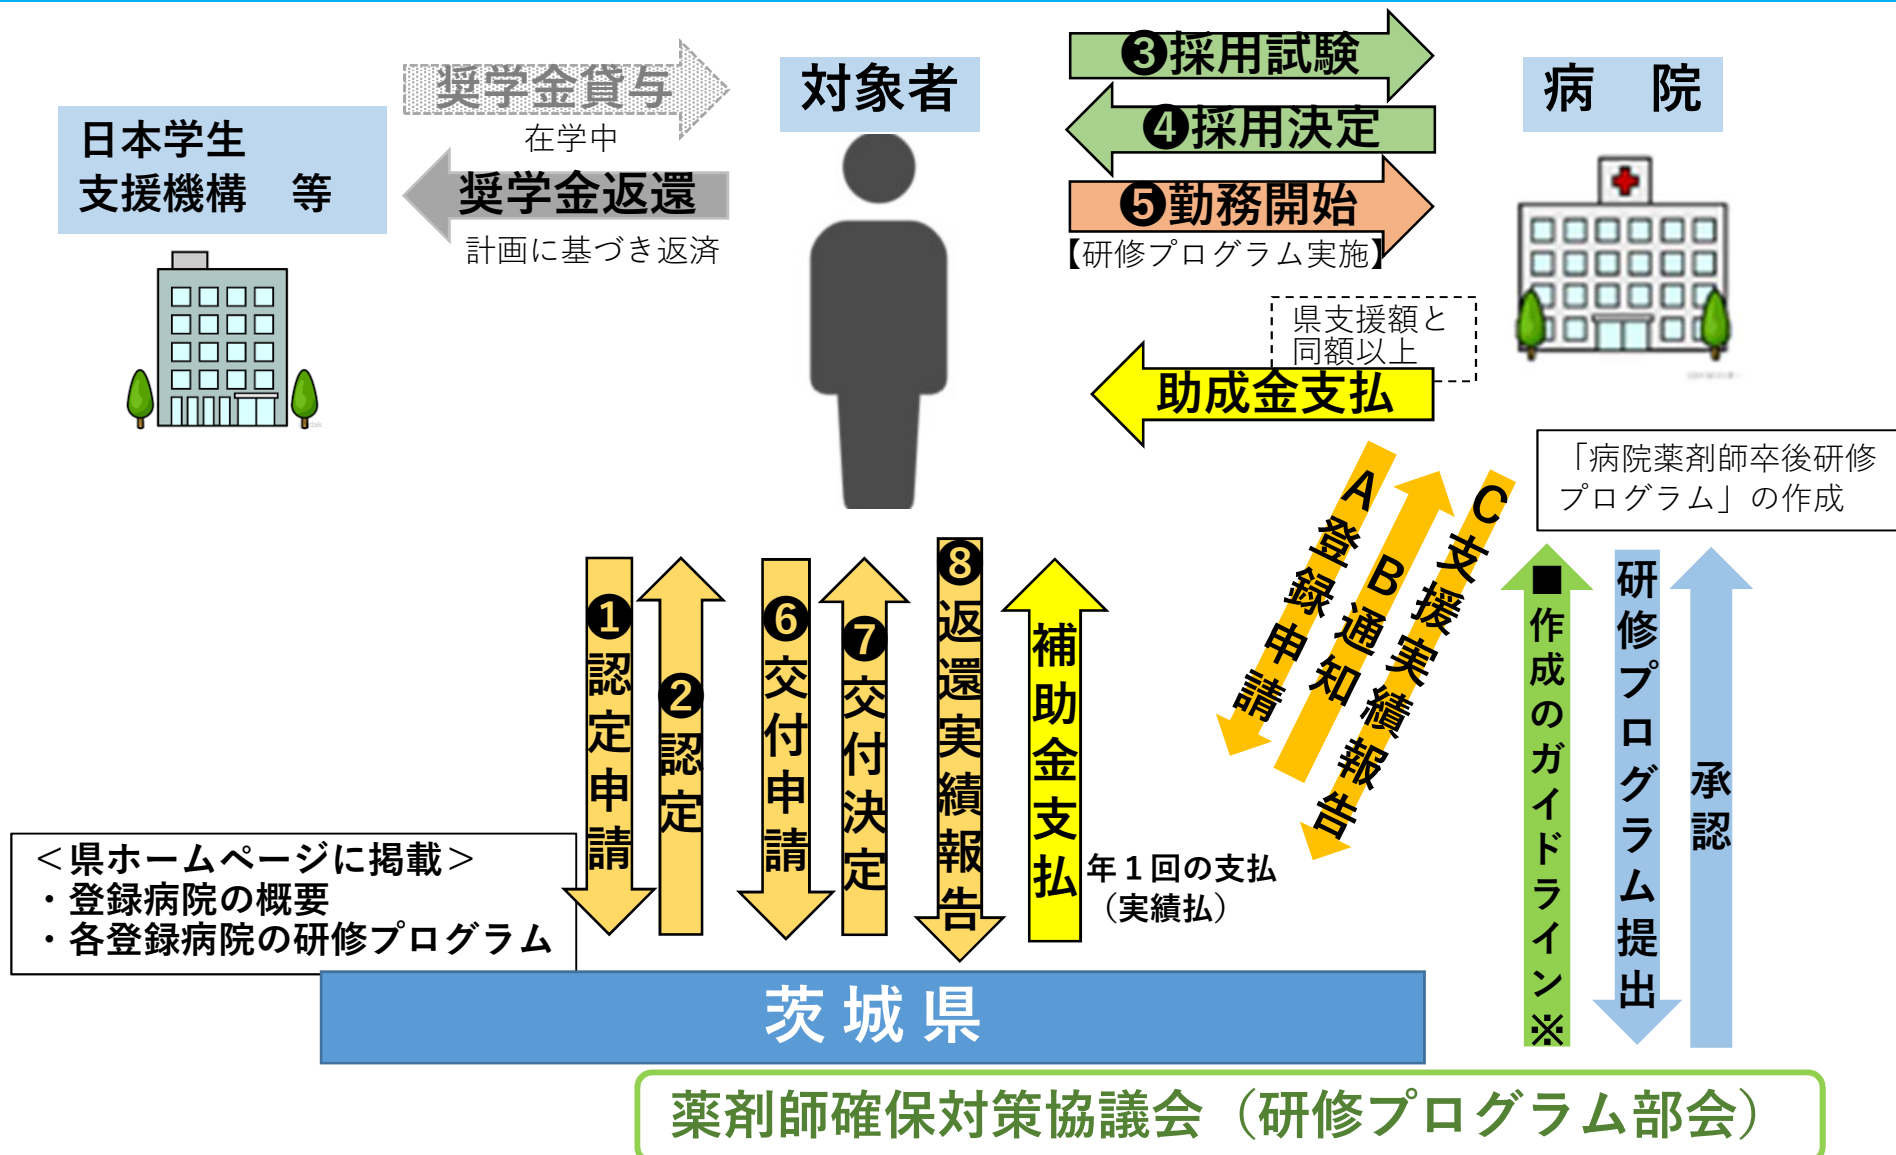 奨学金貸与
在学中
奨学金返還
計画に基づき返済
日本学生
支援機構　等
対象者
❸採用試験
❹採用決定
❺勤務開始
【研修プログラム実施】
病　院
県支援額と
同額以上
助成金支払
「病院薬剤師卒後研修
プログラム」の作成
❶認定申請
❷認定
❻交付申請
❼交付決定
❽返還実績報告
補助金支払
年１回の支払
（実績払）
A登録申請
B通知
C支援実績報告
■作成のガイドライン※
研修プログラム提出
承認
＜県ホームページに掲載＞
・登録病院の概要
・各登録病院の研修プログラム
茨城県
薬剤師確保対策協議会（研修プログラム部会）